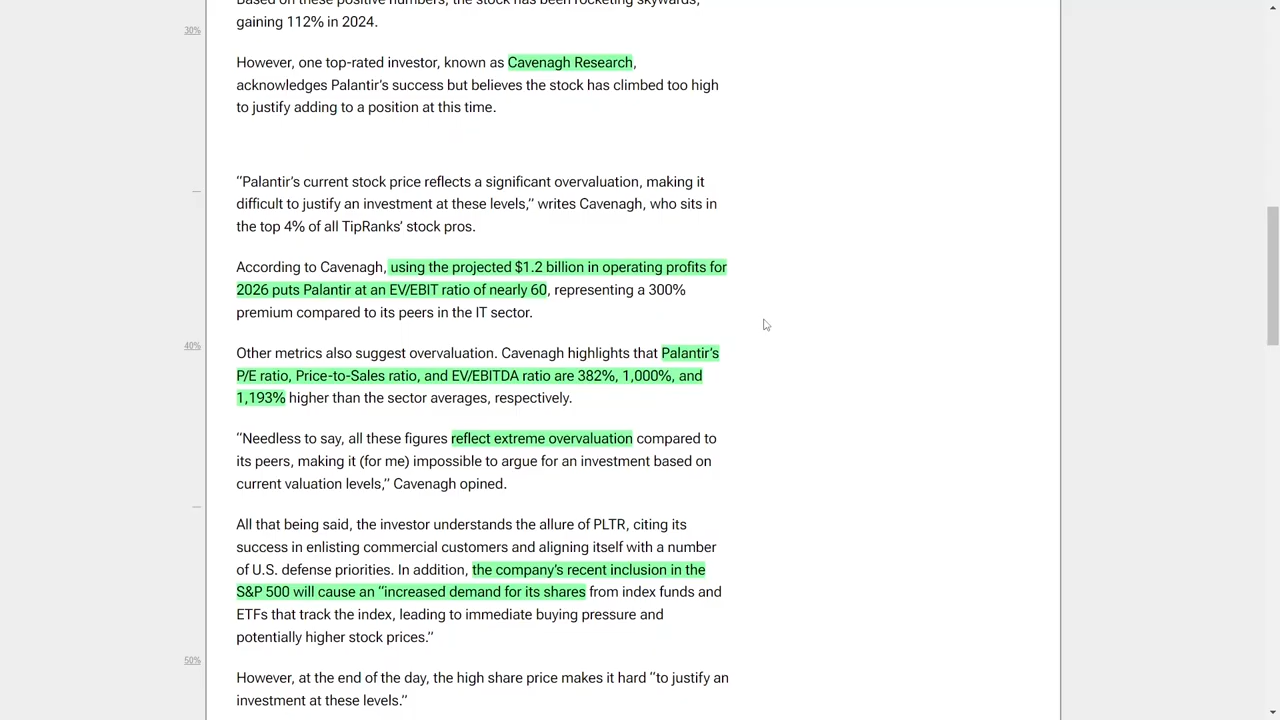 Based on these positive numbers, the stock has been rocketing skywards,
gaining 112% in 2024.
30%
However, one top-rated investor, known as Cavenagh Research,
acknowledges Palantir's success but believes the stock has climbed too high
to justify adding to a position at this time.
"Palantir's current stock price reflects a significant overvaluation, making it
difficult to justify an investment at these levels," writes Cavenagh, who sits in
the top 4% of all TipRanks' stock pros.
According to Cavenagh, using the projected $1.2 billion in operating profits for
2026 puts Palantir at an EV/EBIT ratio of nearly 60, representing a 300%
premium compared to its peers in the IT sector.
40%
Other metrics also suggest overvaluation. Cavenagh highlights that Palantir's
P/E ratio, Price-to-Sales ratio, and EV/EBITDA ratio are 382%, 1,000%, and
1,193% higher than the sector averages, respectively.
"Needless to say, all these figures reflect extreme overvaluation compared to
its peers, making it (for me) impossible to argue for an investment based on
current valuation levels," Cavenagh opined.
All that being said, the investor understands the allure of PLTR, citing its
success in enlisting commercial customers and aligning itself with a number
of U.S. defense priorities. In addition, the company's recent inclusion in the
S&P 500 will cause an "increased demand for its shares from index funds and
ETFs that track the index, leading to immediate buying pressure and
potentially higher stock prices."
50%
However, at the end of the day, the high share price makes it hard "to justify an
investment at these levels."